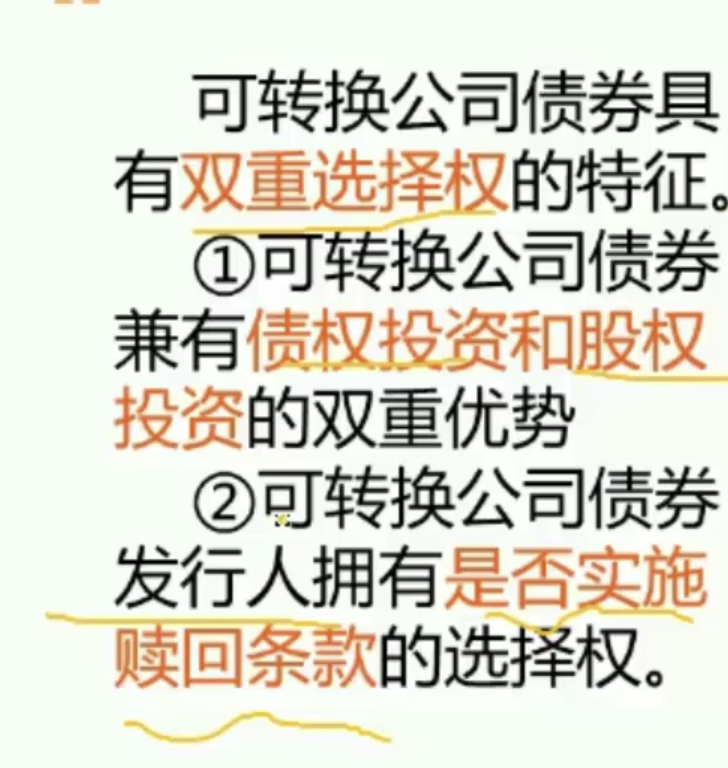 可转换公司债券具
有双重选择权的特征。
①可转换公司债券
兼有债权投资和股权
投资的双重优势
②可转换公司债券
发行人拥有是否实施
赎回条款的选择权。